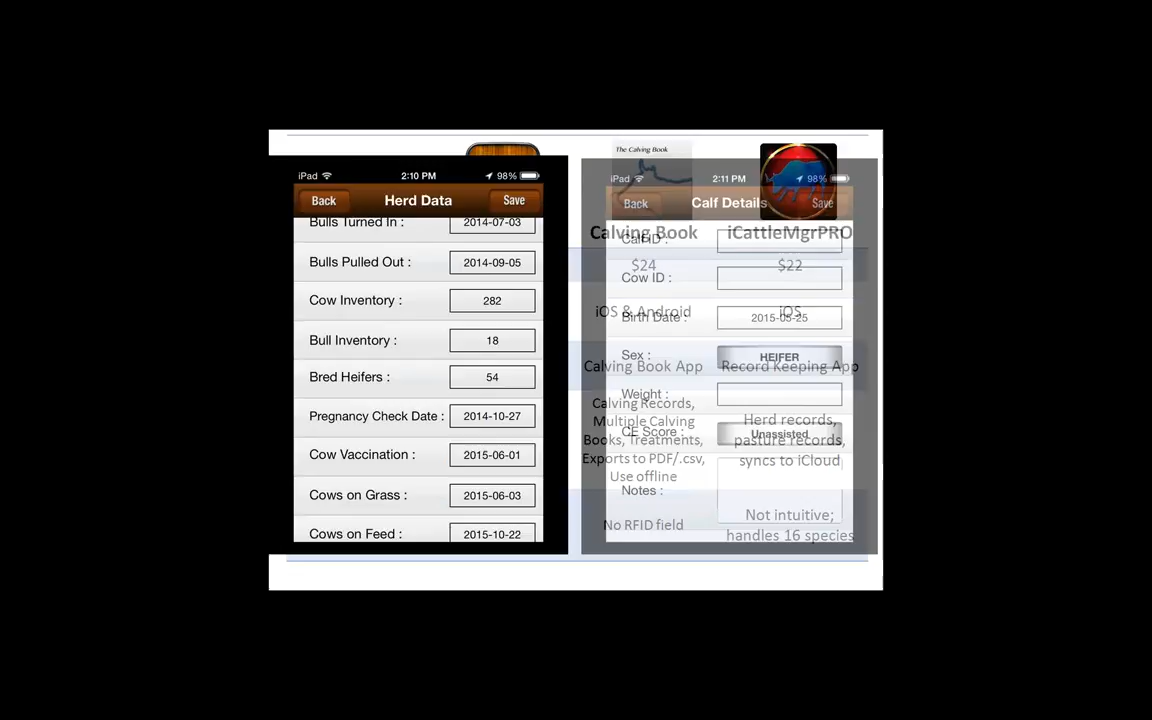 iPad 2:10 PM 98%
Back Herd Data Save
Bulls Turned In : 2014-07-03
Bulls Pulled Out : 2014-09-05
Cow Inventory : 282
Bull Inventory : 18
Bred Heifers : 54
Pregnancy Check Date : 2014-10-27
Cow Vaccination : 2015-06-01
Cows on Grass : 2015-06-03
Cows on Feed : 2015-10-22
iPad 2:11 PM 98%
Back Calf Details Save
Calf ID :
Cow ID :
Birth Date : 2015-05-25
Sex : HEIFER
Weight :
CE Score : Unassisted
Notes :
The Calving Book
Calving Book
$24
iOS & Android
Calving Book App
Calving Records,
Multiple Calving
Books, Treatments,
Exports to PDF/.csv,
Use offline
No RFID field
iCattleMgrPRO
$22
iOS
Record Keeping App
Herd records,
pasture records,
syncs to iCloud
Not intuitive;
handles 16 species